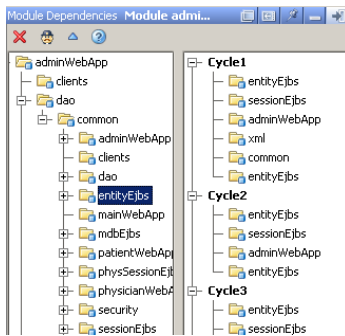 Module Dependencies Module admi...
adminWebApp
clients
dao
common
adminWebApp
clients
dao
entityEjbs
mainWebApp
mdbEjbs
patientWebApp
physSessionEjb
physicianWebA
security
sessionEjbs
Cycle1
entityEjbs
sessionEjbs
adminWebApp
xml
common
entityEjbs
Cycle2
entityEjbs
sessionEjbs
adminWebApp
entityEjbs
Cycle3
entityEjbs
sessionEjbs